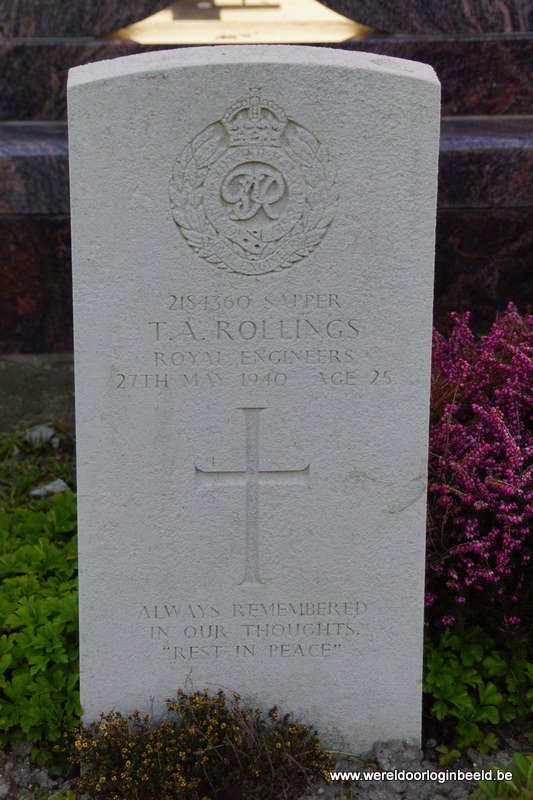 2184360 SAPPER
T. A. ROLLINGS
ROYAL ENGINEERS
27TH MAY 1940 AGE 25
ALWAYS REMEMBERED
IN OUR THOUGHTS.
"REST IN PEACE"
www.wereldoorloginbeeld.be